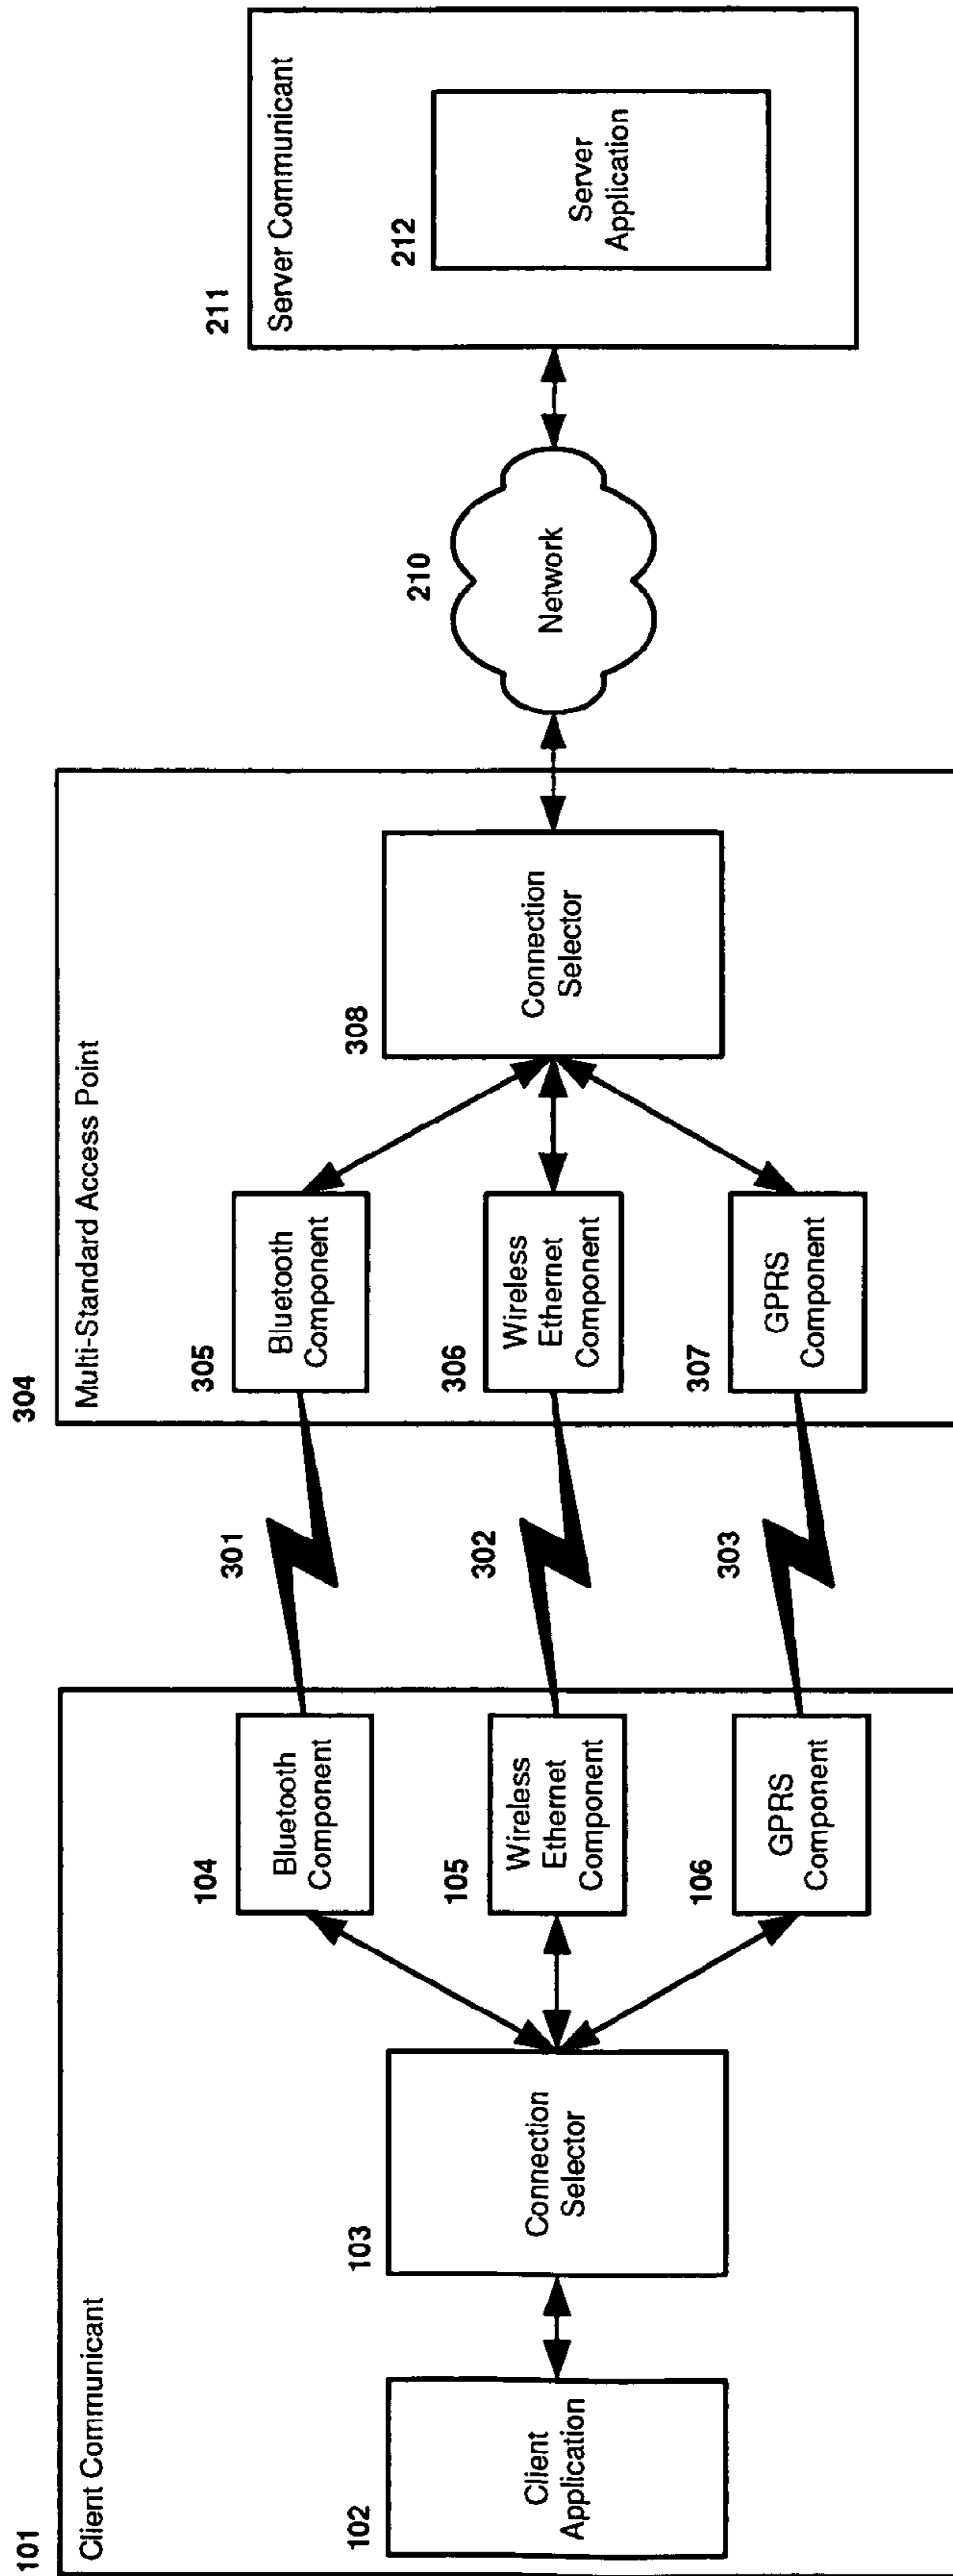 101
Client Communicant
102
Client
Application
103
Connection
Selector
104
Bluetooth
Component
105
Wireless
Ethernet
Component
106
GPRS
Component
301
302
303
304
Multi-Standard Access Point
305
Bluetooth
Component
306
Wireless
Ethernet
Component
307
GPRS
Component
308
Connection
Selector
210
Network
211
Server Communicant
212
Server
Application